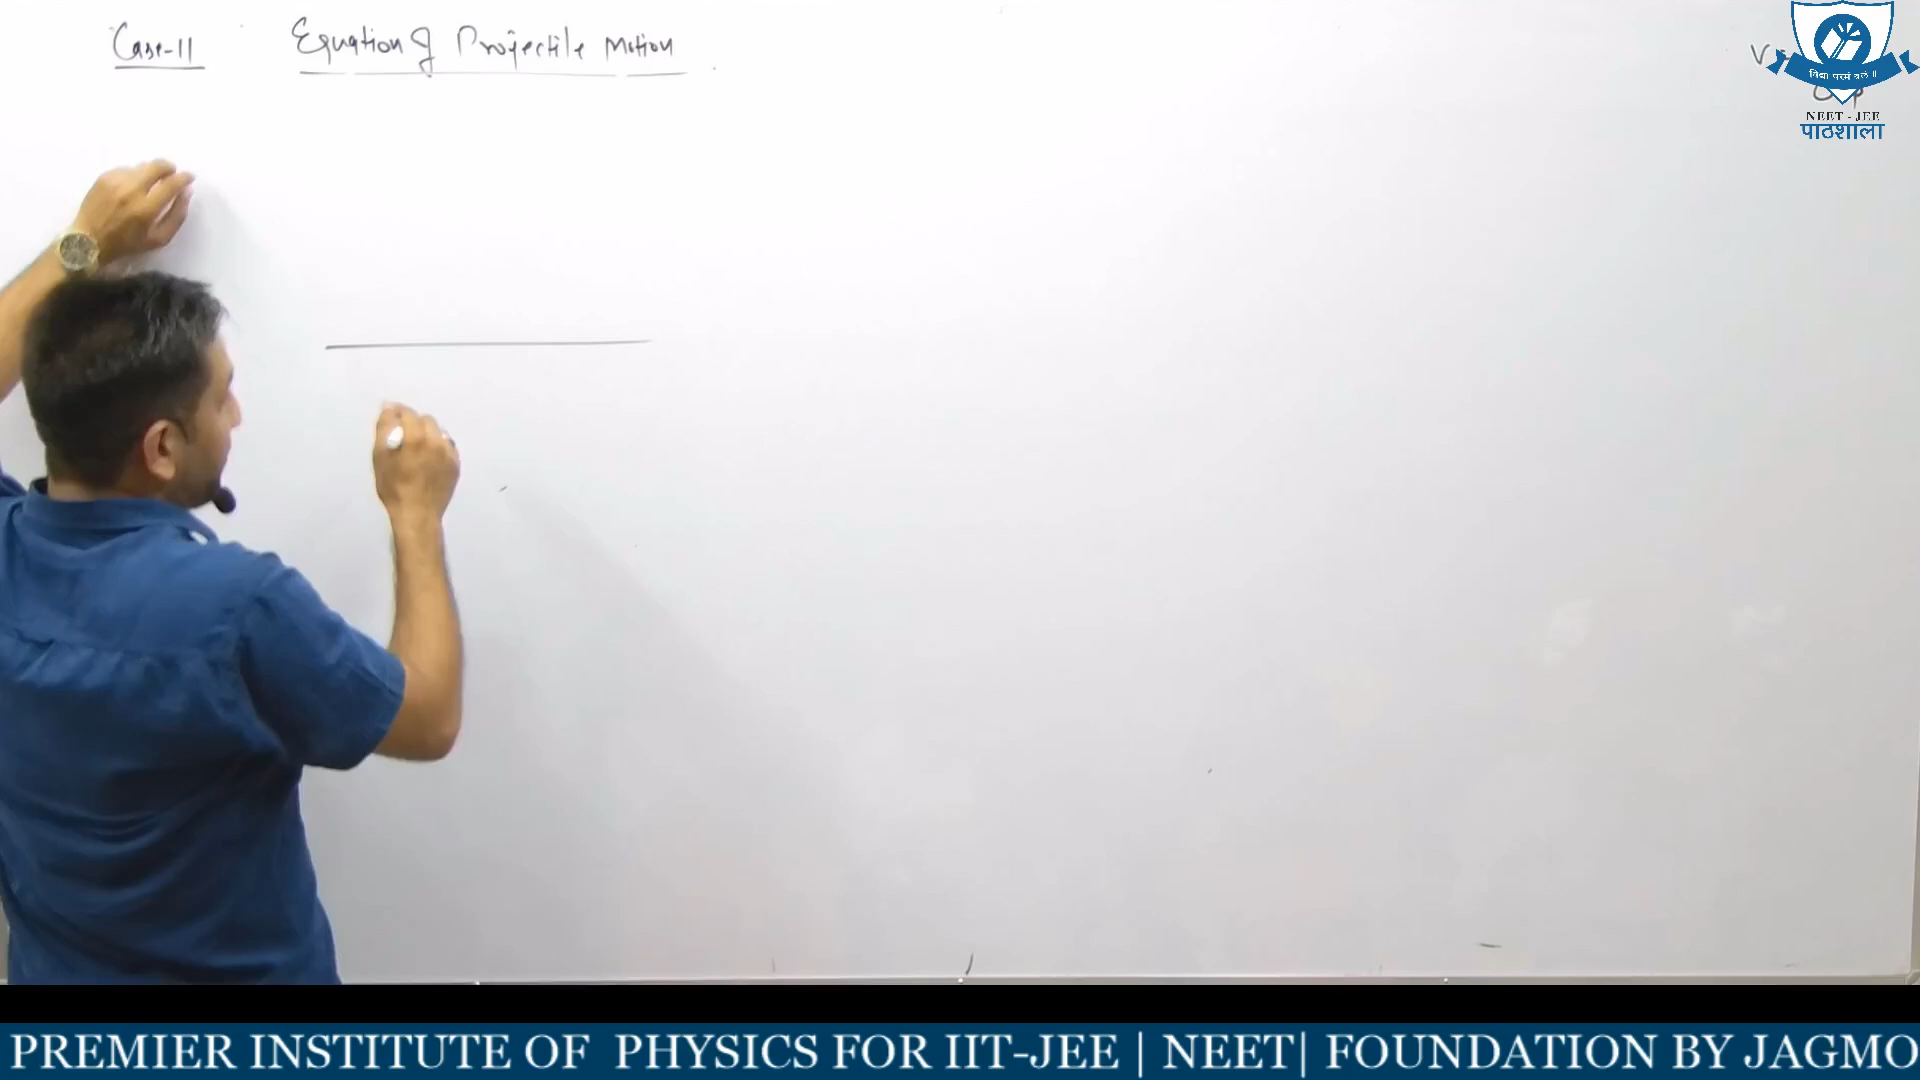 Case-11 Equation of Projectile Motion
विद्या परमं बलं ॥
NEET - JEE
पाठशाला
PREMIER INSTITUTE OF PHYSICS FOR IIT-JEE | NEET| FOUNDATION BY JAGMO